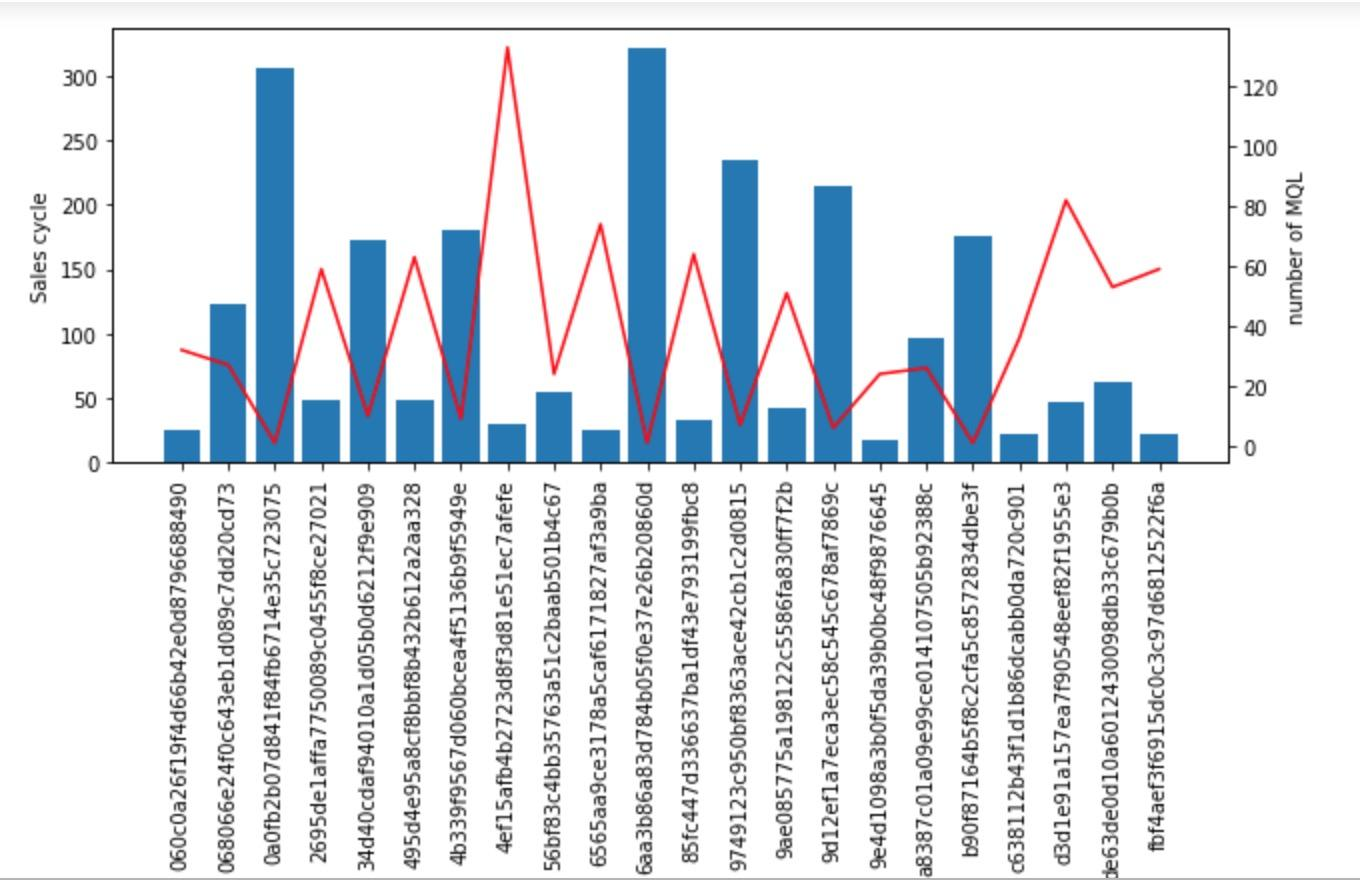 Sales cycle
300
250
200
150
100
50
0
120
100
80
60
40
20
0
number of MQL
060c0a26f19f4d66b42e0d8796688490
068066e24f0c643eb1d089c7dd20cd73
0a0fb2b07d841f84fb6714e35c723075
2695de1affa7750089c0455f8ce27021
34d40cdaf94010a1d05b0d6212f9e909
495d4e95a8cf8bbf8b432b612a2aa328
4b339f9567d060bcea4f5136b9f5949e
4ef15afb4b2723d8f3d81e51ec7afefe
56bf83c4bb35763a51c2baab501b4c67
6565aa9ce3178a5caf6171827af3a9ba
6aa3b86a83d784b05f0e37e26b20860d
85fc447d336637ba1df43e793199fbc8
9749123c950bf8363ace42cb1c2d0815
9ae085775a198122c5586fa830ff7f2b
9d12ef1a7eca3ec58c545c678af7869c
9e4d1098a3b0f5da39b0bc48f9876645
a8387c01a09e99ce014107505b92388c
b90f87164b5f8c2cfa5c8572834dbe3f
c638112b43f1d1b86dcabb0da720c901
d3d1e91a157ea7f90548eef82f1955e3
de63de0d10a6012430098db33c679b0b
fbf4aef3f6915dc0c3c97d6812522f6a